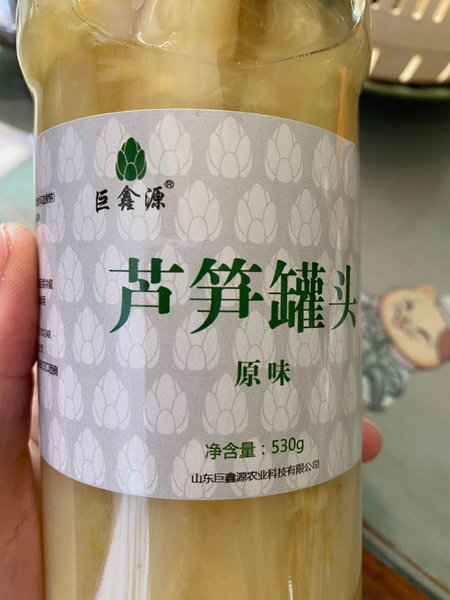 巨鑫源®
芦笋罐头
原味
净含量：530g
山东巨鑫源农业科技有限公司